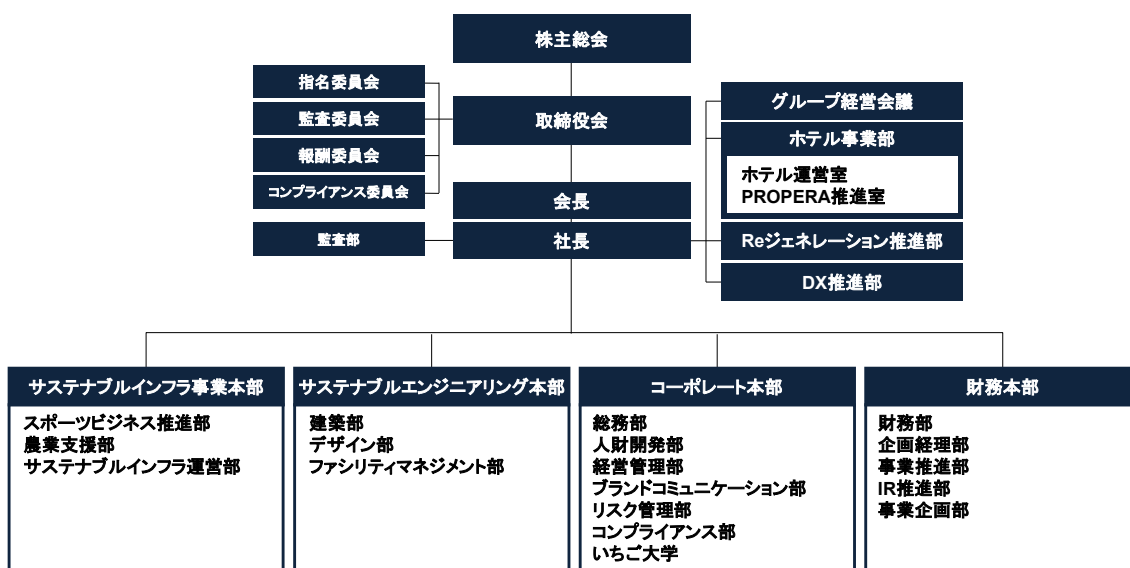 株主総会
指名委員会
監査委員会
報酬委員会
コンプライアンス委員会
取締役会
会長
監査部
社長
グループ経営会議
ホテル事業部
ホテル運営室
PROPERA推進室
Reジェネレーション推進部
DX推進部
サステナブルインフラ事業本部
スポーツビジネス推進部
農業支援部
サステナブルインフラ運営部
サステナブルエンジニアリング本部
建築部
デザイン部
ファシリティマネジメント部
コーポレート本部
総務部
人財開発部
経営管理部
ブランドコミュニケーション部
リスク管理部
コンプライアンス部
いちご大学
財務本部
財務部
企画経理部
事業推進部
IR推進部
事業企画部